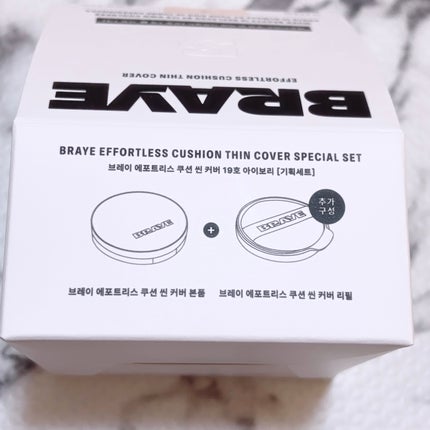 EFFORTLESS CUSHION THIN COVER
BRAYE
BRAYE EFFORTLESS CUSHION THIN COVER SPECIAL SET
브레이 에포트리스 쿠션 씬 커버 19호 아이보리 [기획세트]
BRAYE
+
BRAYE
추가
구성
브레이 에포트리스 쿠션 씬 커버 본품
브레이 에포트리스 쿠션 씬 커버 리필